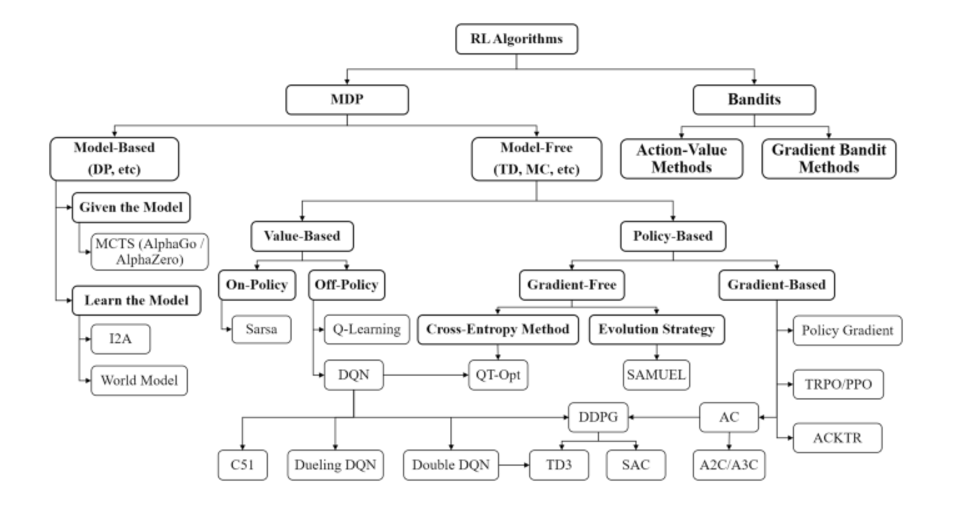 RL Algorithms
MDP
Bandits
Model-Based
(DP, etc)
Model-Free
(TD, MC, etc)
Action-Value
Methods
Gradient Bandit
Methods
Given the Model
MCTS (AlphaGo /
AlphaZero)
Learn the Model
I2A
World Model
Value-Based
Policy-Based
On-Policy
Off-Policy
Gradient-Free
Gradient-Based
Sarsa
Q-Learning
Cross-Entropy Method
Evolution Strategy
Policy Gradient
DQN
QT-Opt
SAMUEL
TRPO/PPO
DDPG
AC
ACKTR
C51
Dueling DQN
Double DQN
TD3
SAC
A2C/A3C